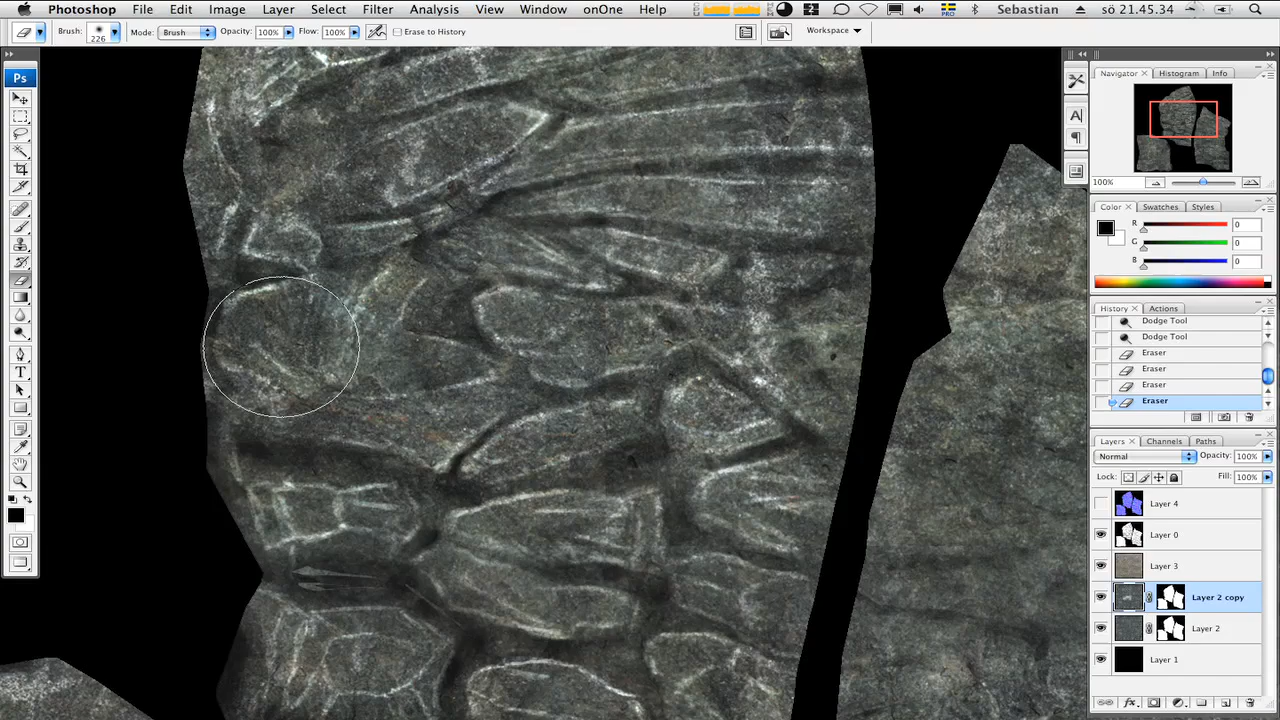 Photoshop File Edit Image Layer Select Filter Analysis View Window onOne Help Sebastian sö 21.45.34
PRO
Brush: 226 Mode: Brush Opacity: 100% Flow: 100% Erase to History Workspace
Ps
T
A
Navigator Histogram Info
100%
Color Swatches Styles
R 0
G 0
B 0
History Actions
Dodge Tool
Dodge Tool
Eraser
Eraser
Eraser
Eraser
Layers Channels Paths
Normal Opacity: 100%
Lock: Fill: 100%
Layer 4
Layer 0
Layer 3
Layer 2 copy
Layer 2
Layer 1
fx